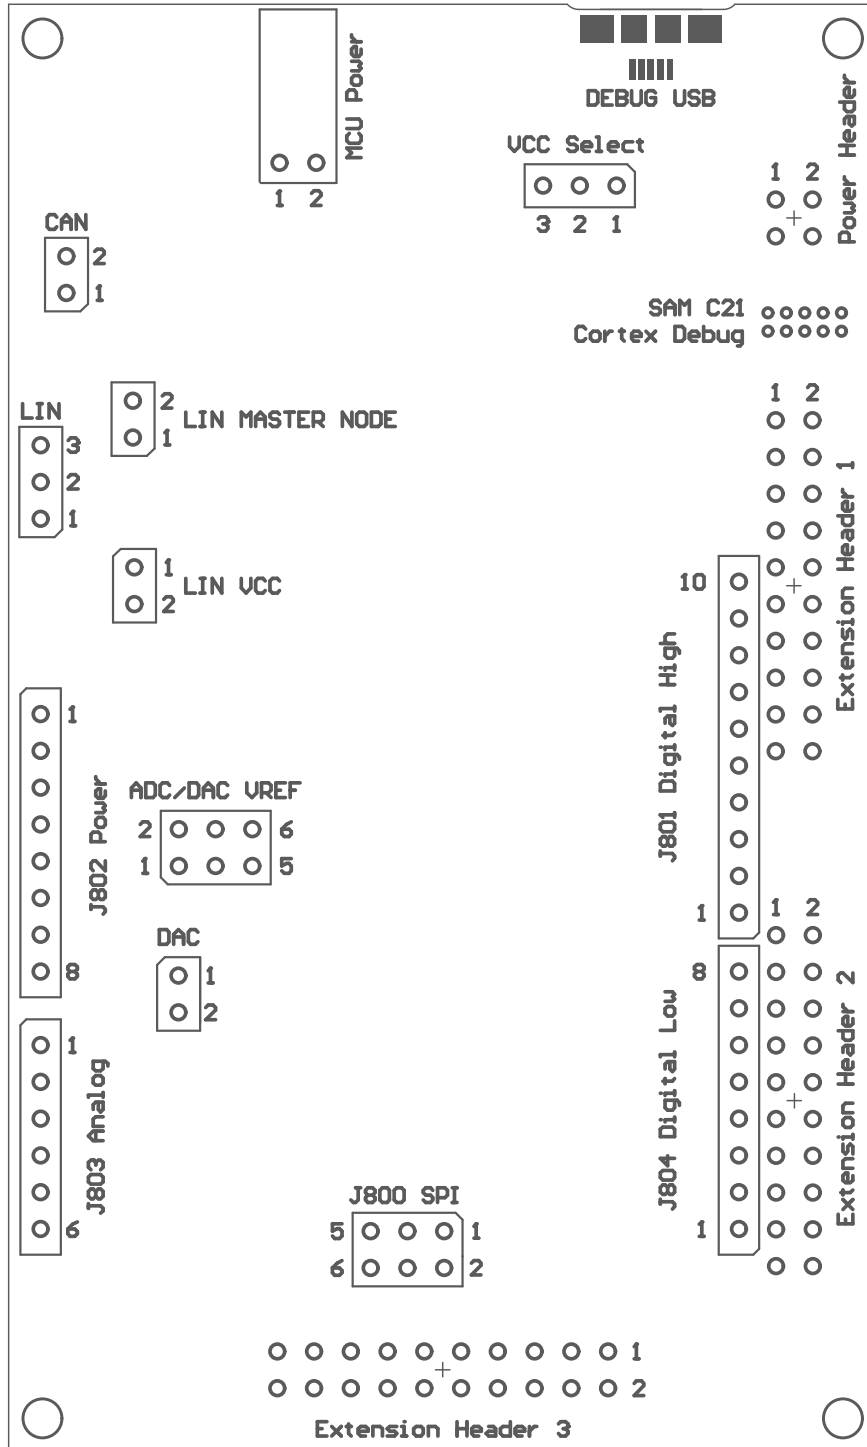 DEBUG USB
MCU Power
Power Header
VCC Select
1 2
1 2
3 2 1
CAN
2
1
SAM C21
Cortex Debug
1 2
LIN
2
1
LIN MASTER NODE
3
2
1
Extension Header 1
1
2
LIN VCC
10
J801 Digital High
1
1
J802 Power
8
ADC/DAC VREF
2 6
1 5
1 2
DAC
1
2
8
J804 Digital Low
1
Extension Header 2
1
J803 Analog
6
J800 SPI
5 1
6 2
1
2
Extension Header 3